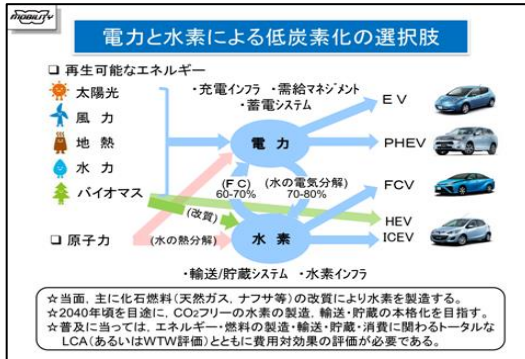 MOBILITY
電力と水素による低炭素化の選択肢
□ 再生可能なエネルギー
太陽光
風 力
地 熱
水 力
バイオマス
□ 原子力
・充電インフラ ・需給マネジメント
・蓄電システム
電 力
(FC)
60-70%
(水の電気分解)
70-80%
(改質)
(水の熱分解)
水 素
・輸送/貯蔵システム ・水素インフラ
EV
PHEV
FCV
HEV
ICEV
☆当面、主に化石燃料(天然ガス、ナフサ等)の改質により水素を製造する。
☆2040年頃を目途に、CO₂フリーの水素の製造、輸送・貯蔵の本格化を目指す。
☆普及に当っては、エネルギー・燃料の製造・輸送・貯蔵・消費に関わるトータルな
LCA(あるいはWTW評価)とともに費用対効果の評価が必要である。